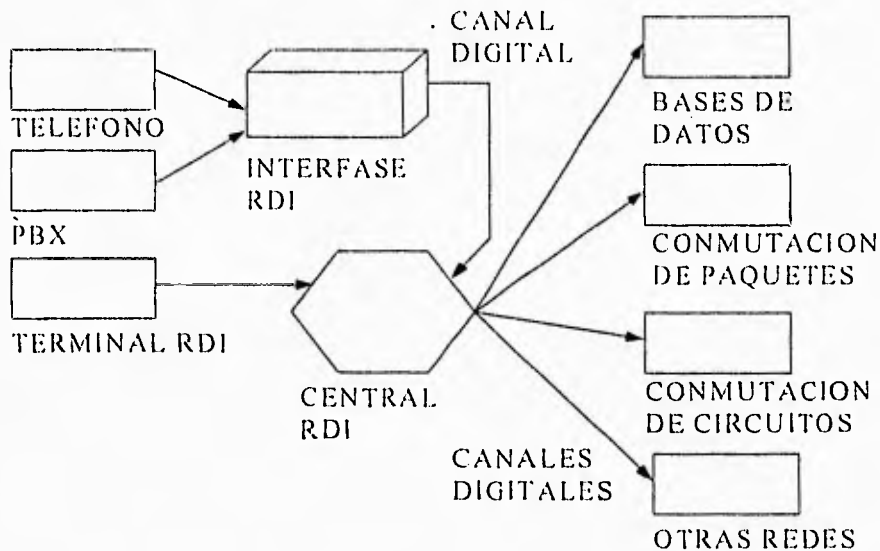 CANAL
DIGITAL
TELEFONO
INTERFASE
RDI
PBX
TERMINAL RDI
CENTRAL
RDI
BASES DE
DATOS
CONMUTACION
DE PAQUETES
CONMUTACION
DE CIRCUITOS
CANALES
DIGITALES
OTRAS REDES